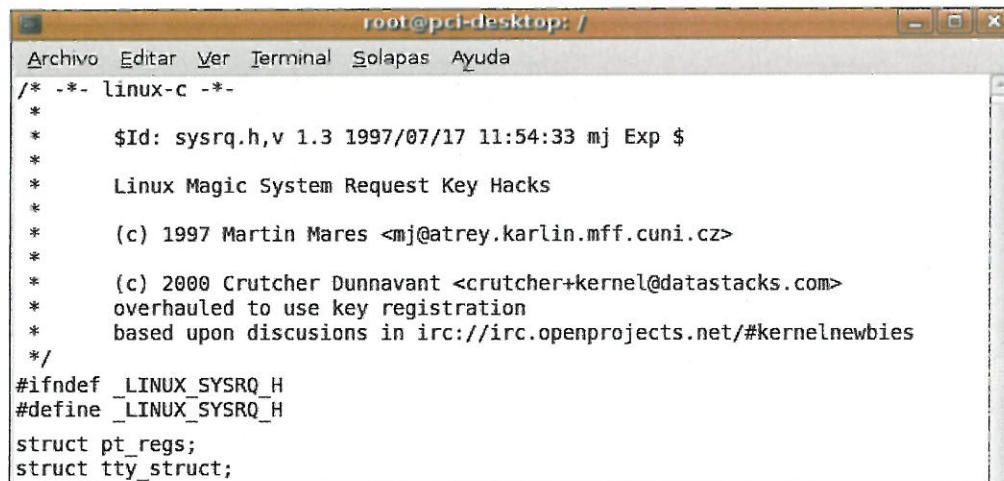 root@pci-desktop: /
Archivo Editar Ver Terminal Solapas Ayuda
/* -*- linux-c -*-
 *
 *       $Id: sysrq.h,v 1.3 1997/07/17 11:54:33 mj Exp $
 *
 *       Linux Magic System Request Key Hacks
 *
 *       (c) 1997 Martin Mares <mj@atrey.karlin.mff.cuni.cz>
 *
 *       (c) 2000 Crutcher Dunnavant <crutcher+kernel@datastacks.com>
 *       overhauled to use key registration
 *       based upon discusions in irc://irc.openprojects.net/#kernelnewbies
 */
#ifndef _LINUX_SYSRQ_H
#define _LINUX_SYSRQ_H
struct pt_regs;
struct tty_struct;